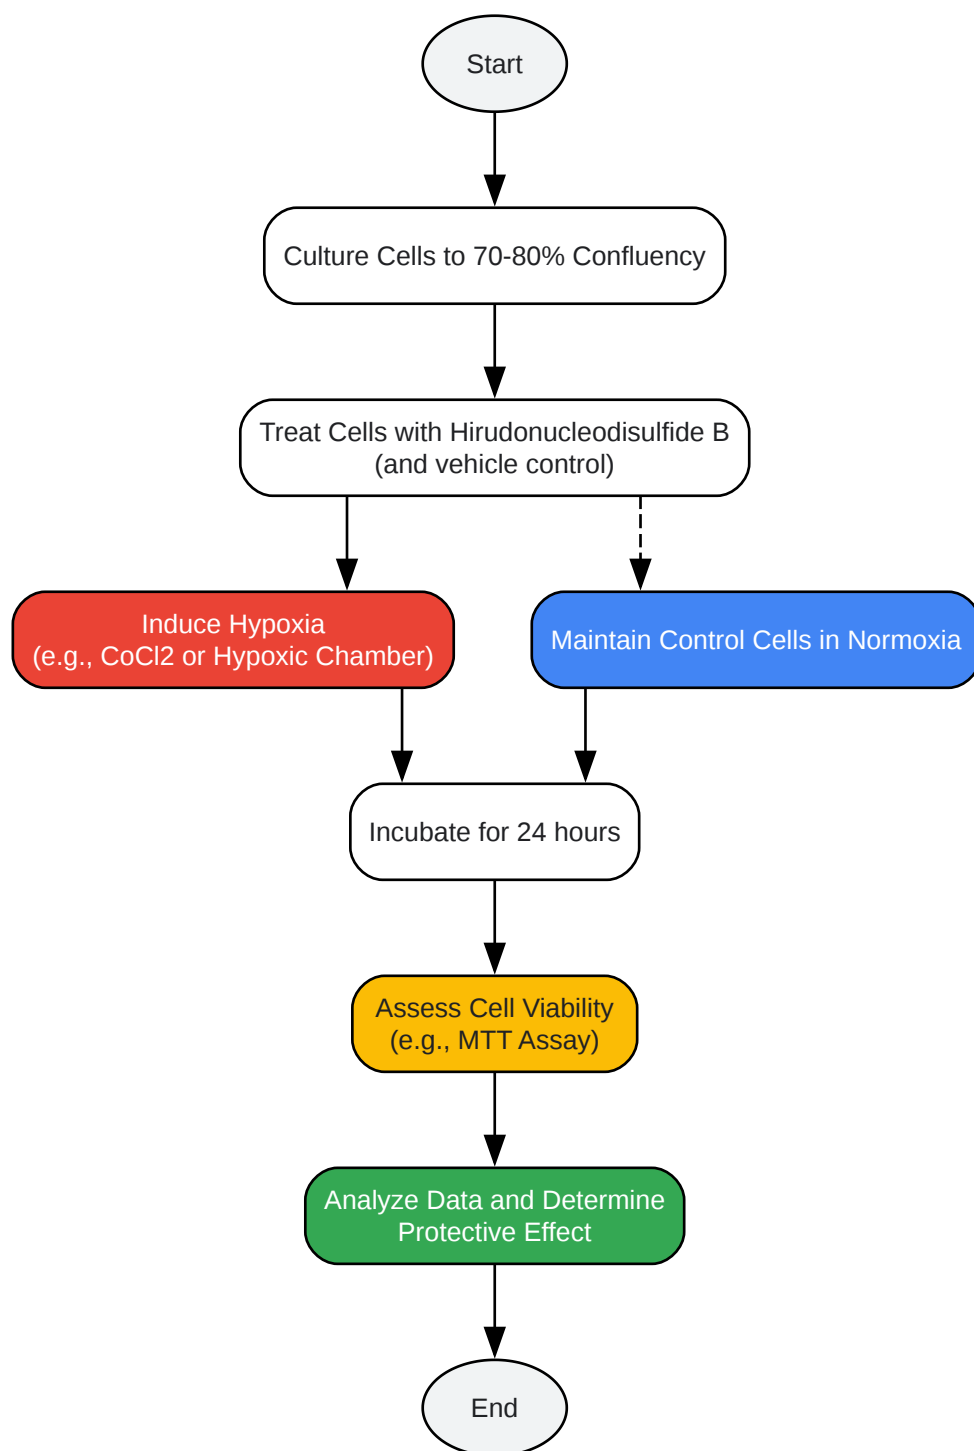 Start
Culture Cells to 70-80% Confluency
Treat Cells with Hirudonucleodisulfide B
(and vehicle control)
Induce Hypoxia
(e.g., CoCl2 or Hypoxic Chamber)
Maintain Control Cells in Normoxia
Incubate for 24 hours
Assess Cell Viability
(e.g., MTT Assay)
Analyze Data and Determine
Protective Effect
End